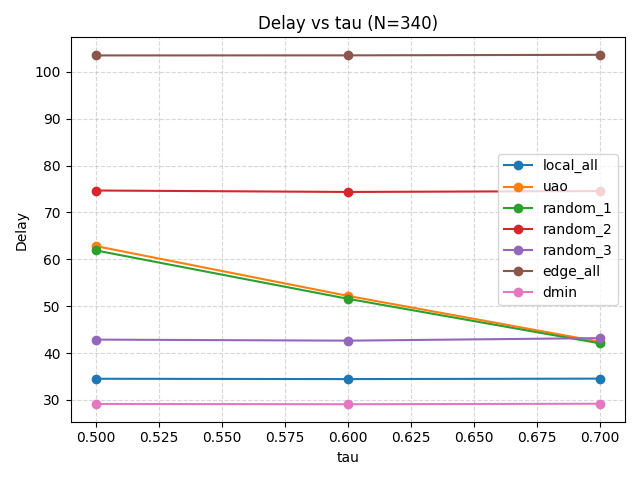 Delay vs tau (N=340)
100
90
80
70
60
50
40
30
Delay
local_all
uao
random_1
random_2
random_3
edge_all
dmin
0.500 0.525 0.550 0.575 0.600 0.625 0.650 0.675 0.700
tau